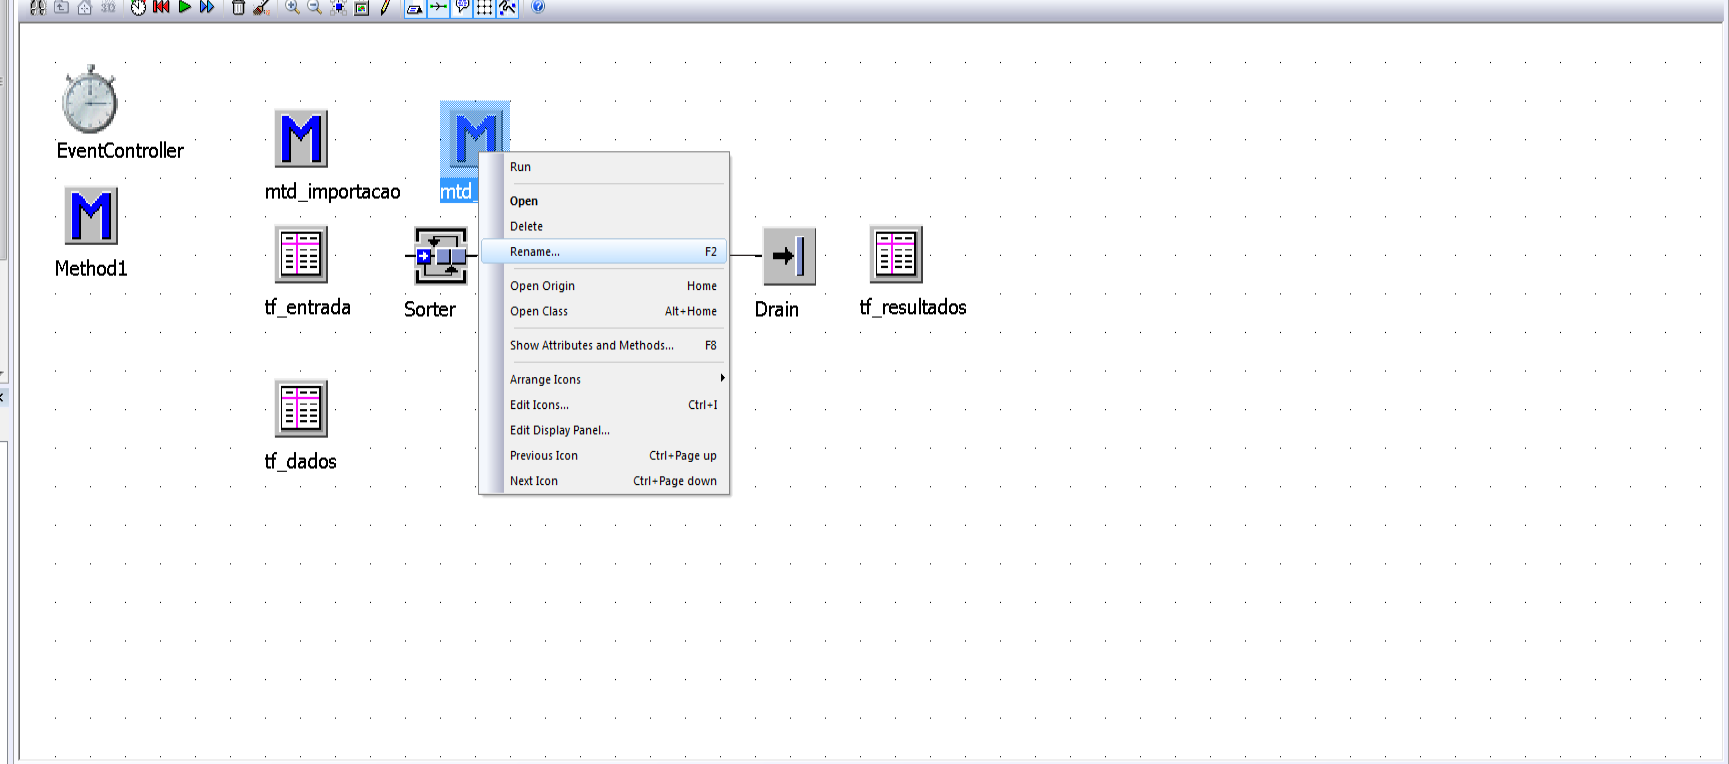 EventController
Method1
mtd_importacao
mtd_
tf_entrada
Sorter
Drain
tf_resultados
tf_dados
Run
Open
Delete
Rename... F2
Open Origin Home
Open Class Alt+Home
Show Attributes and Methods... F8
Arrange Icons
Edit Icons... Ctrl+I
Edit Display Panel...
Previous Icon Ctrl+Page up
Next Icon Ctrl+Page down